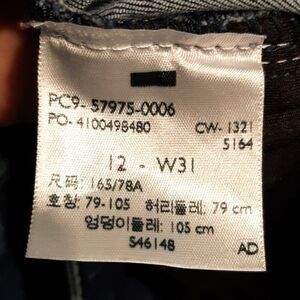 PC9- 57975-0006
PO- 4100498480 CW- 1321
5164
12 - W31
尺码: 165/78A
호칭: 79-105 허리둘레: 79 cm
엉덩이둘레: 105 cm
S46148 AD